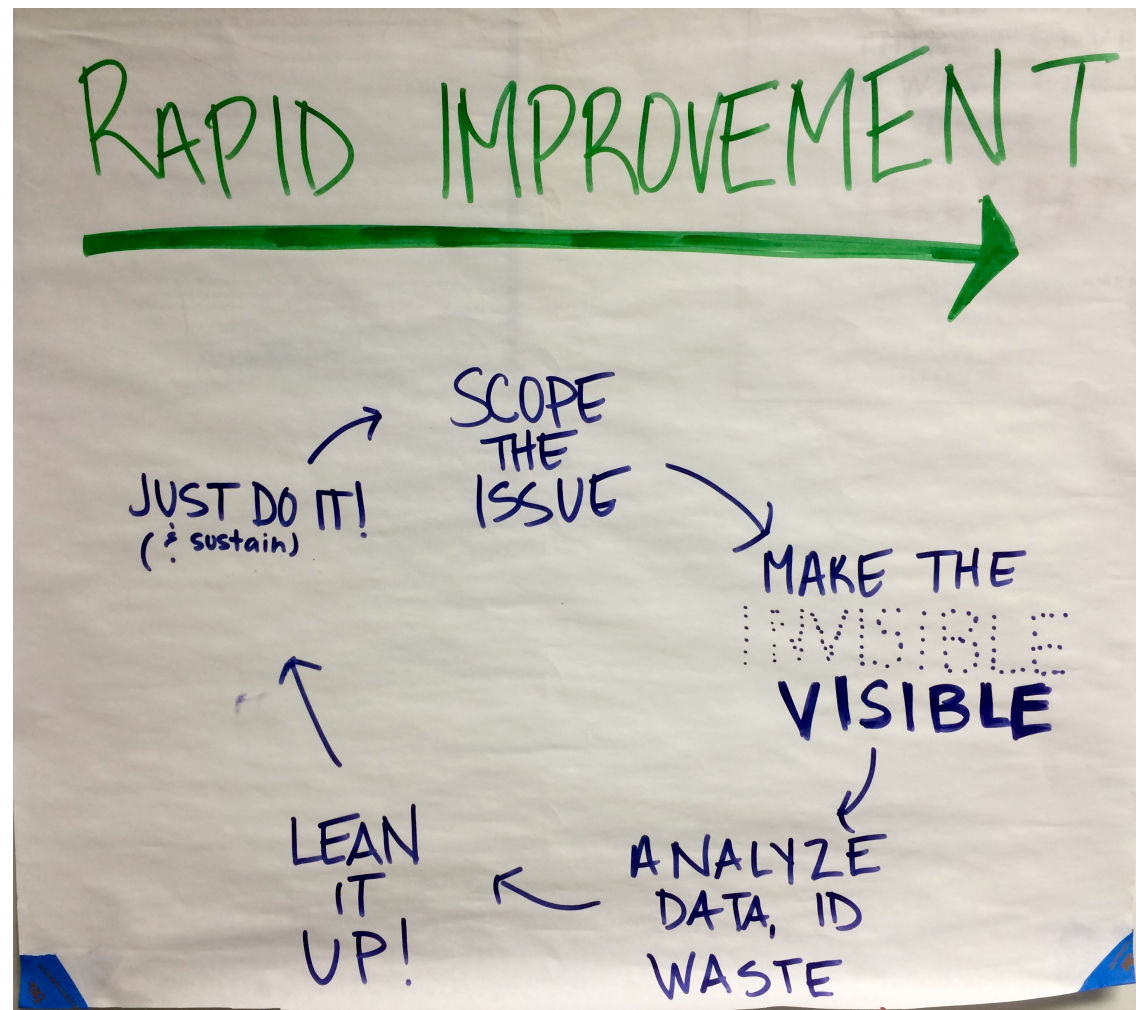 RAPID IMPROVEMENT
SCOPE
THE
ISSUE
MAKE THE
INVISIBLE
VISIBLE
ANALYZE
DATA, ID
WASTE
LEAN
IT
UP!
JUST DO IT!
(& sustain)